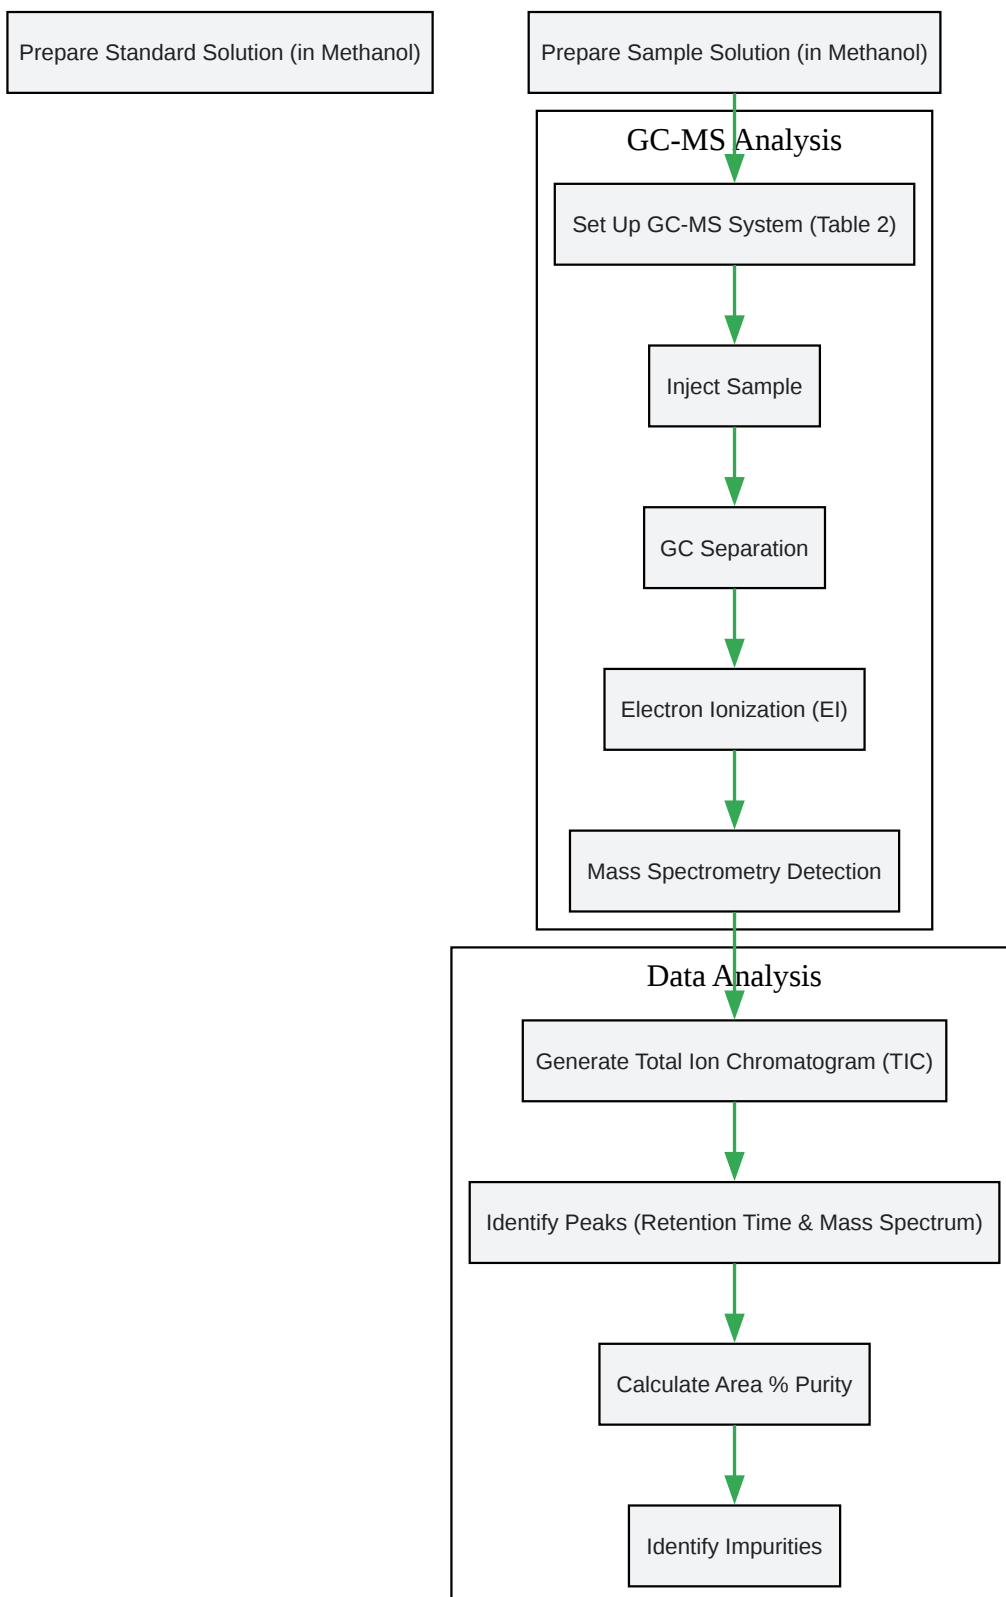 Prepare Standard Solution (in Methanol)
Prepare Sample Solution (in Methanol)
GC-MS Analysis
Set Up GC-MS System (Table 2)
Inject Sample
GC Separation
Electron Ionization (EI)
Mass Spectrometry Detection
Data Analysis
Generate Total Ion Chromatogram (TIC)
Identify Peaks (Retention Time & Mass Spectrum)
Calculate Area % Purity
Identify Impurities